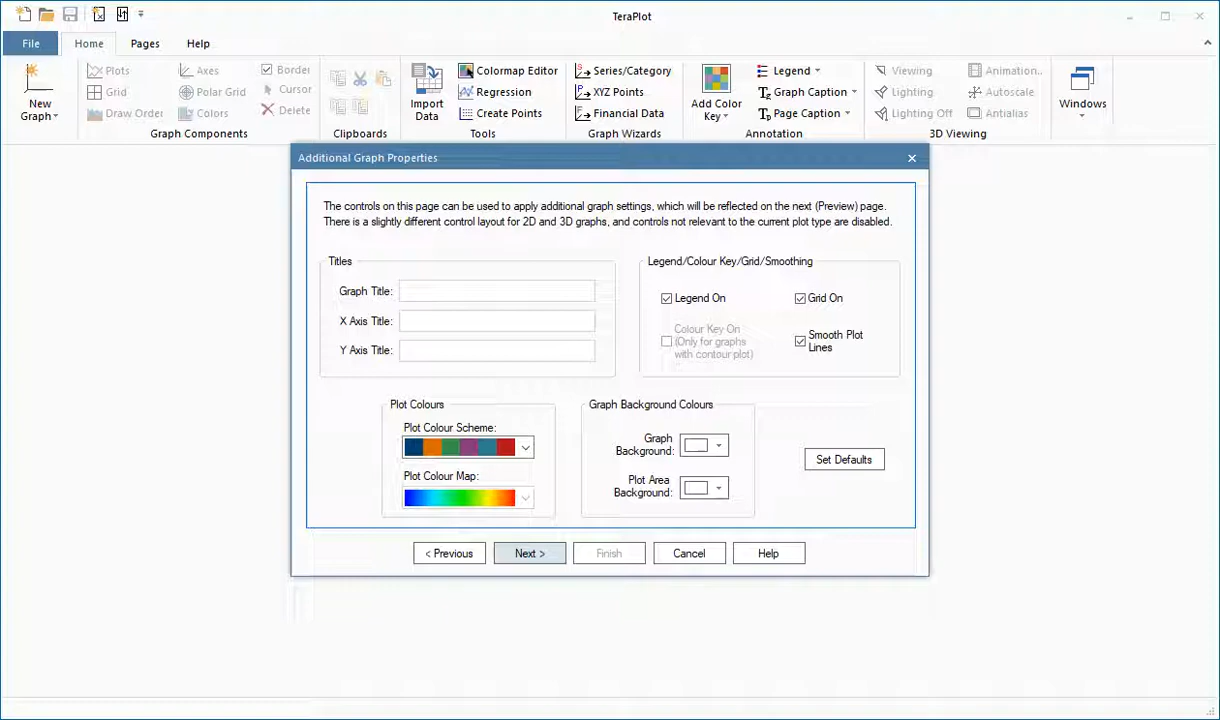 TeraPlot
File Home Pages Help
New Graph
Plots Axes Border
Grid Polar Grid Cursor
Draw Order Colors Delete
Graph Components
Clipboards
Import Data
Colormap Editor
Regression
Create Points
Tools
Series/Category
XYZ Points
Financial Data
Graph Wizards
Add Color Key
Legend
Graph Caption
Page Caption
Annotation
Viewing Animation..
Lighting Autoscale
Lighting Off Antialias
3D Viewing
Windows
Additional Graph Properties
The controls on this page can be used to apply additional graph settings, which will be reflected on the next (Preview) page.
There is a slightly different control layout for 2D and 3D graphs, and controls not relevant to the current plot type are disabled.
Titles
Graph Title:
X Axis Title:
Y Axis Title:
Legend/Colour Key/Grid/Smoothing
Legend On
Grid On
Colour Key On
(Only for graphs
with contour plot)
Smooth Plot
Lines
Plot Colours
Plot Colour Scheme:
Plot Colour Map:
Graph Background Colours
Graph
Background:
Plot Area
Background:
Set Defaults
< Previous Next > Finish Cancel Help